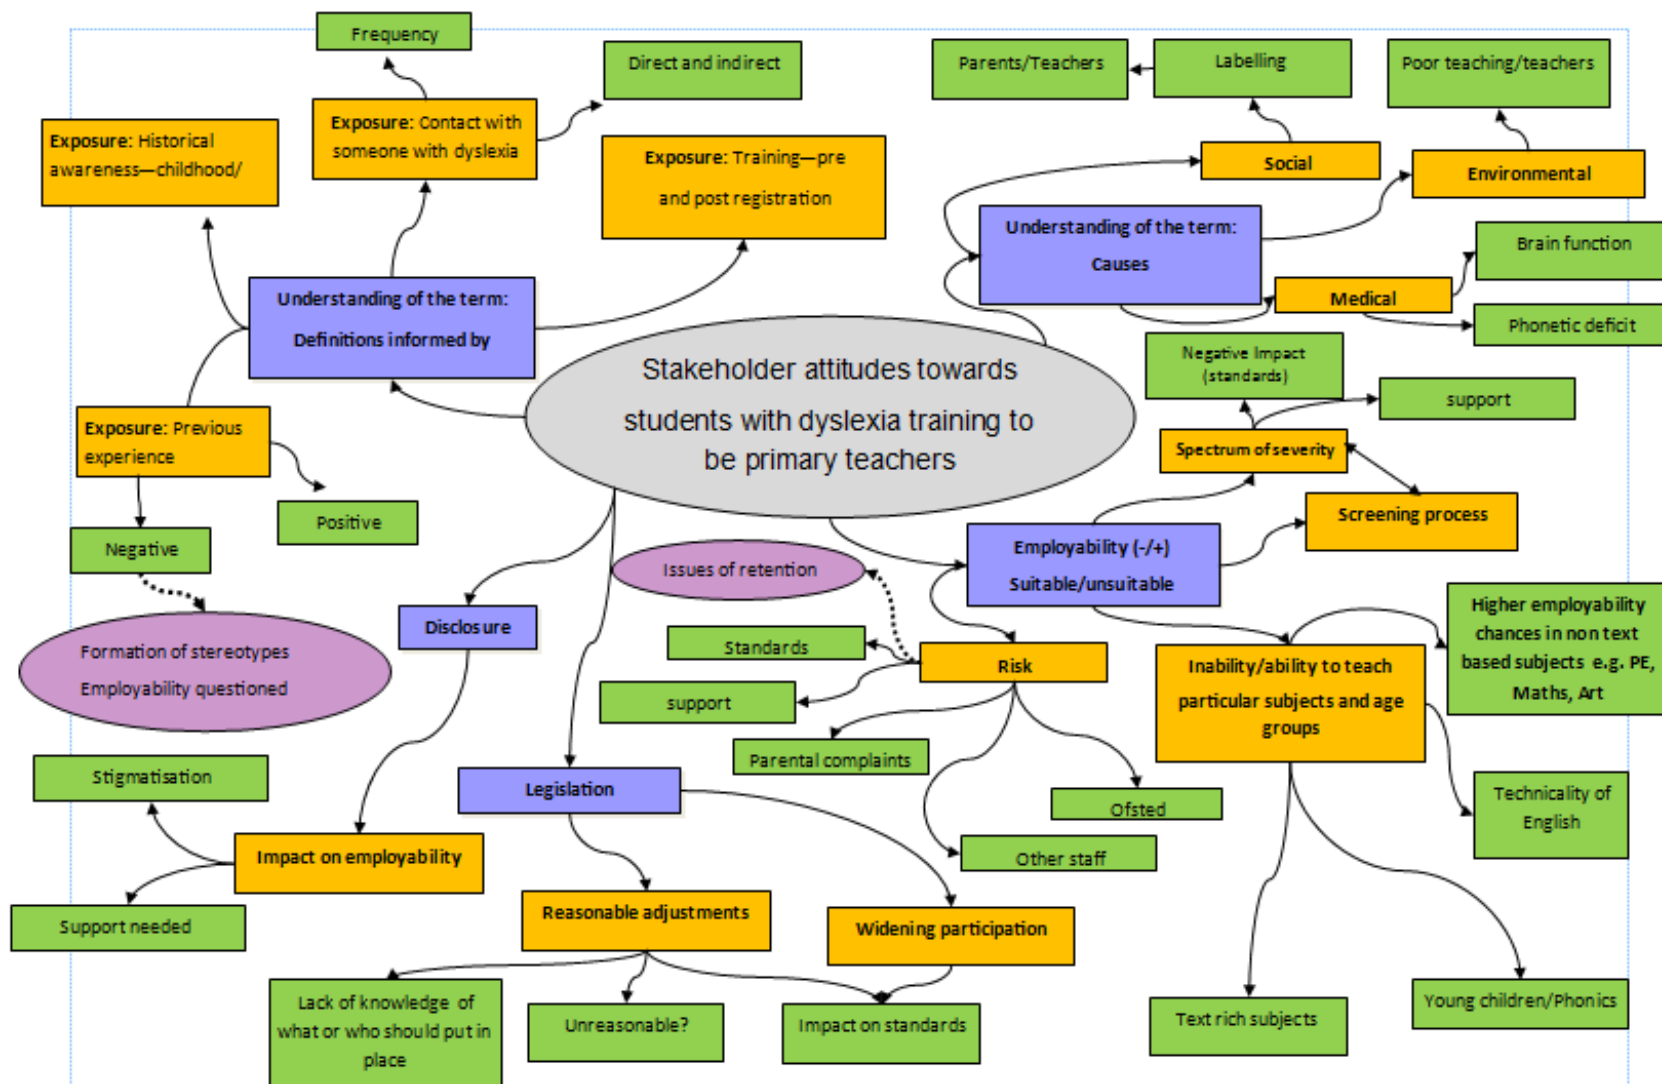 Frequency
Direct and indirect
Parents/Teachers
Labelling
Poor teaching/teachers
Exposure: Historical
awareness—childhood/
Exposure: Contact with
someone with dyslexia
Exposure: Training—pre
and post registration
Social
Environmental
Understanding of the term:
Causes
Brain function
Medical
Phonetic deficit
Understanding of the term:
Definitions informed by
Stakeholder attitudes towards
students with dyslexia training to
be primary teachers
Negative Impact
(standards)
support
Exposure: Previous
experience
Spectrum of severity
Positive
Screening process
Negative
Employability (-/+)
Suitable/unsuitable
Issues of retention
Disclosure
Formation of stereotypes
Employability questioned
Standards
Risk
support
Inability/ability to teach
particular subjects and age
groups
Higher employability
chances in non text
based subjects e.g. PE,
Maths, Art
Parental complaints
Stigmatisation
Legislation
Ofsted
Technicality of
English
Impact on employability
Other staff
Support needed
Reasonable adjustments
Widening participation
Lack of knowledge of
what or who should put in
place
Unreasonable?
Impact on standards
Text rich subjects
Young children/Phonics